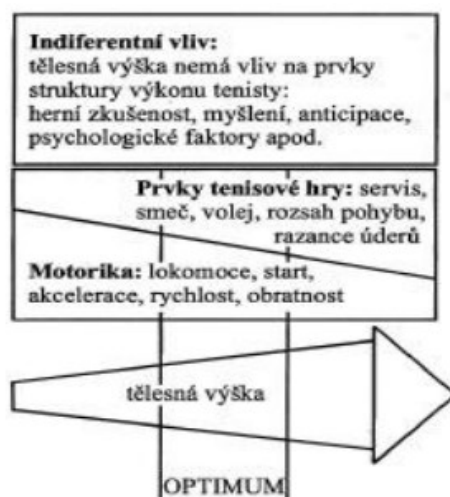 Indiferentní vliv:
tělesná výška nemá vliv na prvky
struktury výkonu tenisty:
herní zkušenost, myšlení, anticipace,
psychologické faktory apod.
Prvky tenisové hry: servis,
smeč, volej, rozsah pohybu,
razance úderů
Motorika: lokomoce, start,
akcelerace, rychlost, obratnost
tělesná výška
OPTIMUM